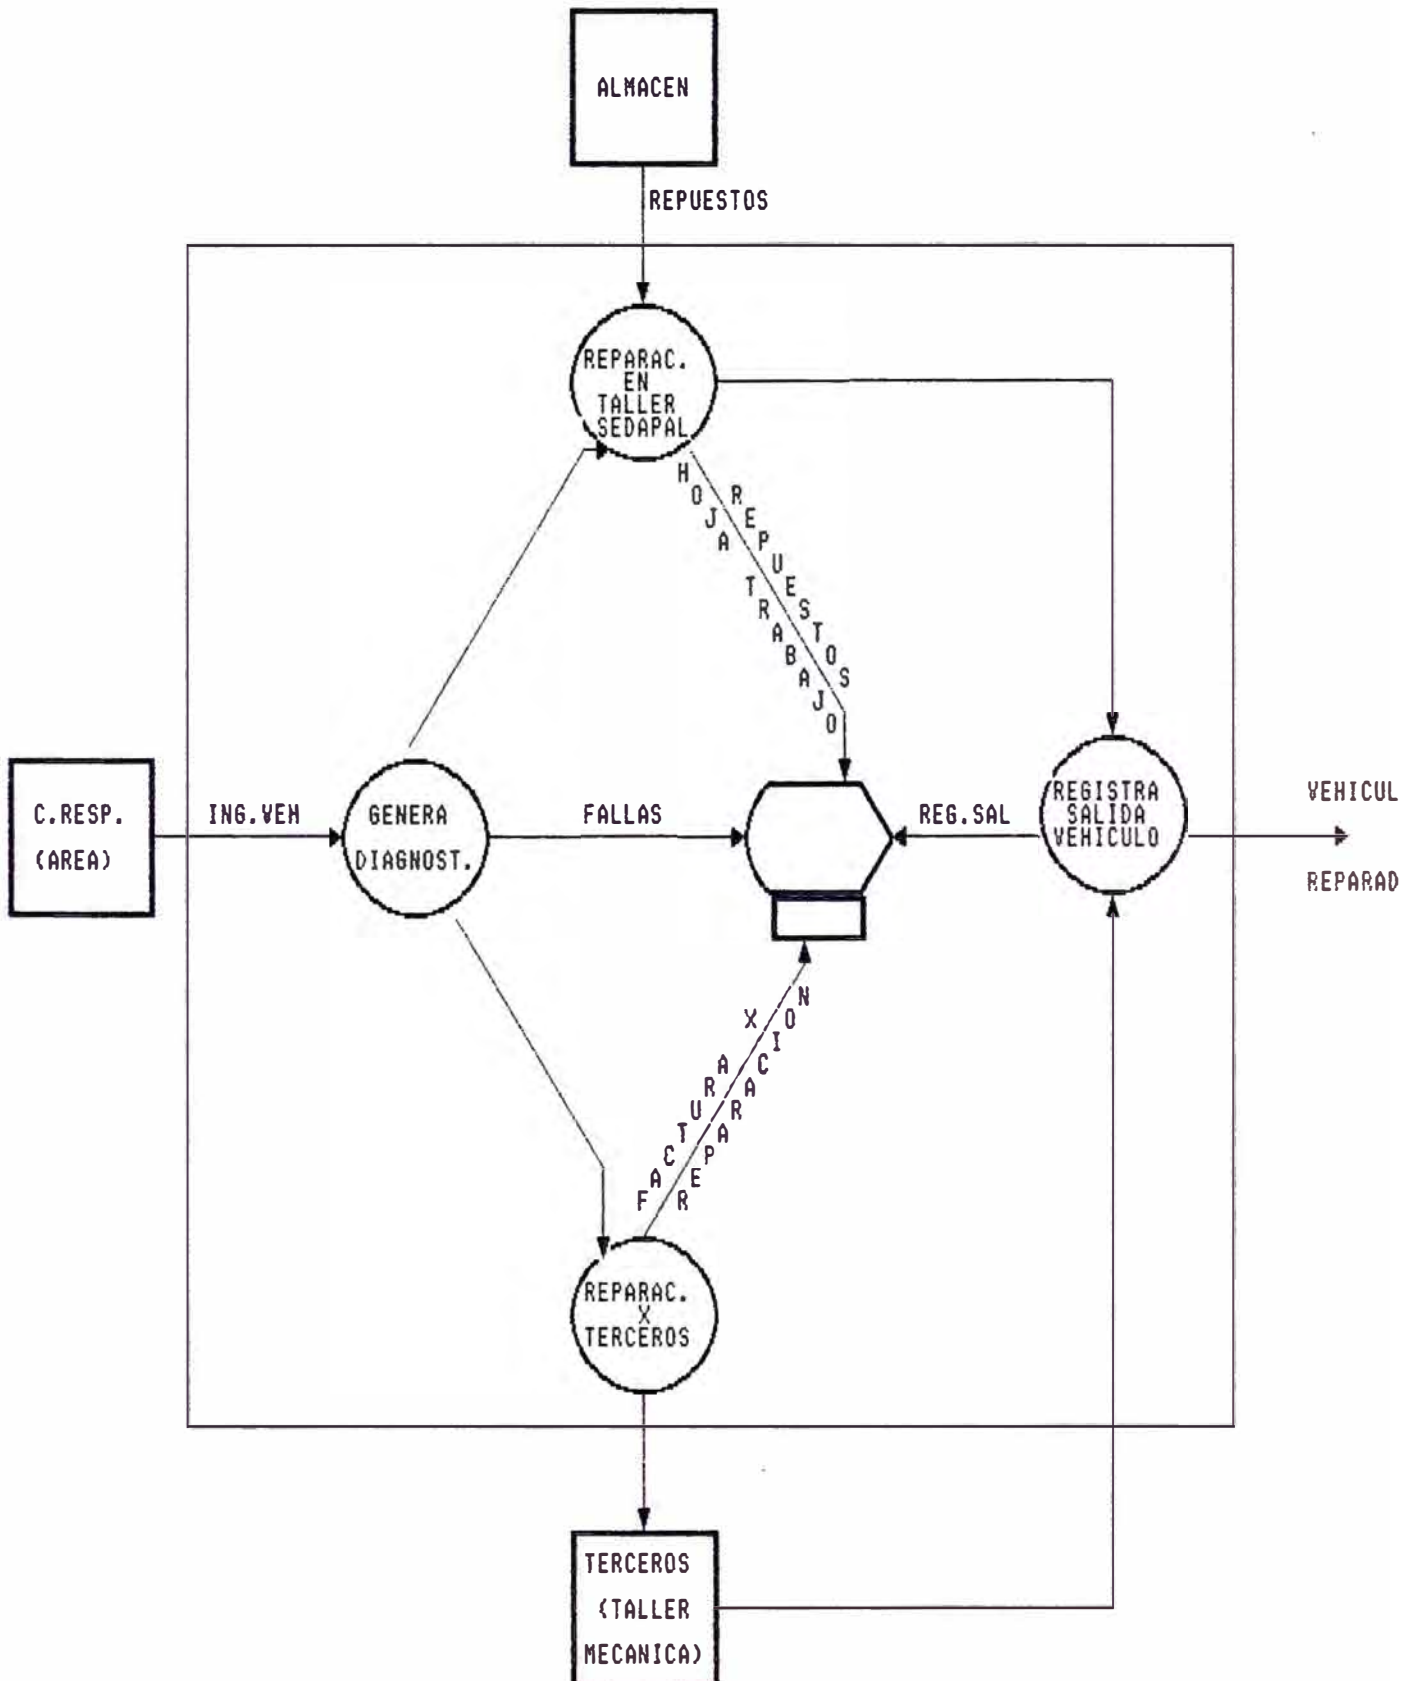 ALMACEN
REPUESTOS
REPARAC.
EN
TALLER
SEDAPAL
HOJA TRABAJO
REPUESTOS
C.RESP.
(AREA)
ING.VEH
GENERA
DIAGNOST.
FALLAS
REG.SAL
REGISTRA
SALIDA
VEHICULO
VEHICUL
REPARAD
FACTURA X
REPARACION
REPARAC.
X
TERCEROS
TERCEROS
(TALLER
MECANICA)